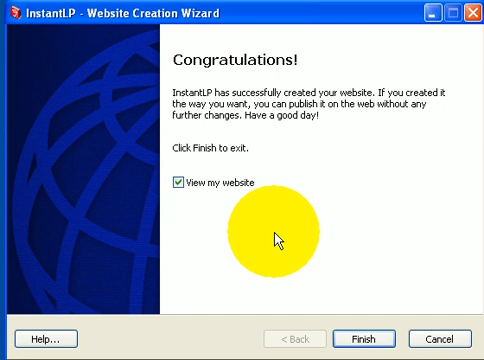 InstantLP - Website Creation Wizard
Congratulations!
InstantLP has successfully created your website. If you created it
the way you want, you can publish it on the web without any
further changes. Have a good day!
Click Finish to exit.
View my website
Help... < Back Finish Cancel